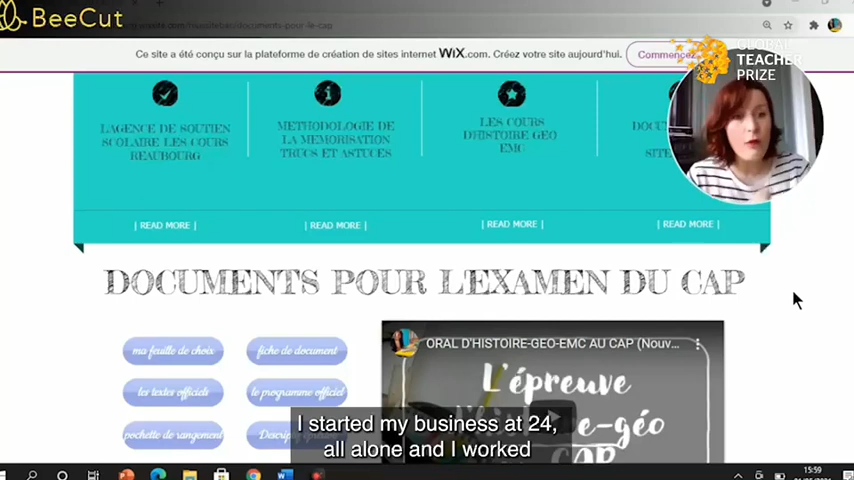 BeeCut
documents-pour-le-cap
Ce site a été conçu sur la plateforme de création de sites internet WiX.com. Créez votre site aujourd'hui.
Commencez
GLOBAL
TEACHER
PRIZE
L'AGENCE DE SOUTIEN
SCOLAIRE LES COURS
REAUBOURG
METHODOLOGIE DE
LA MEMORISATION
TRUCS ET ASTUCES
LES COURS
D'HISTOIRE GEO
EMC
| READ MORE |
| READ MORE |
| READ MORE |
| READ MORE |
DOCUMENTS POUR L'EXAMEN DU CAP
ma feuille de choix
fiche de document
les textes officiels
le programme officiel
pochette de rangement
ORAL D'HISTOIRE-GEO-EMC AU CAP (Nouv...
L'épreuve
I started my business at 24,
all alone and I worked
15:59